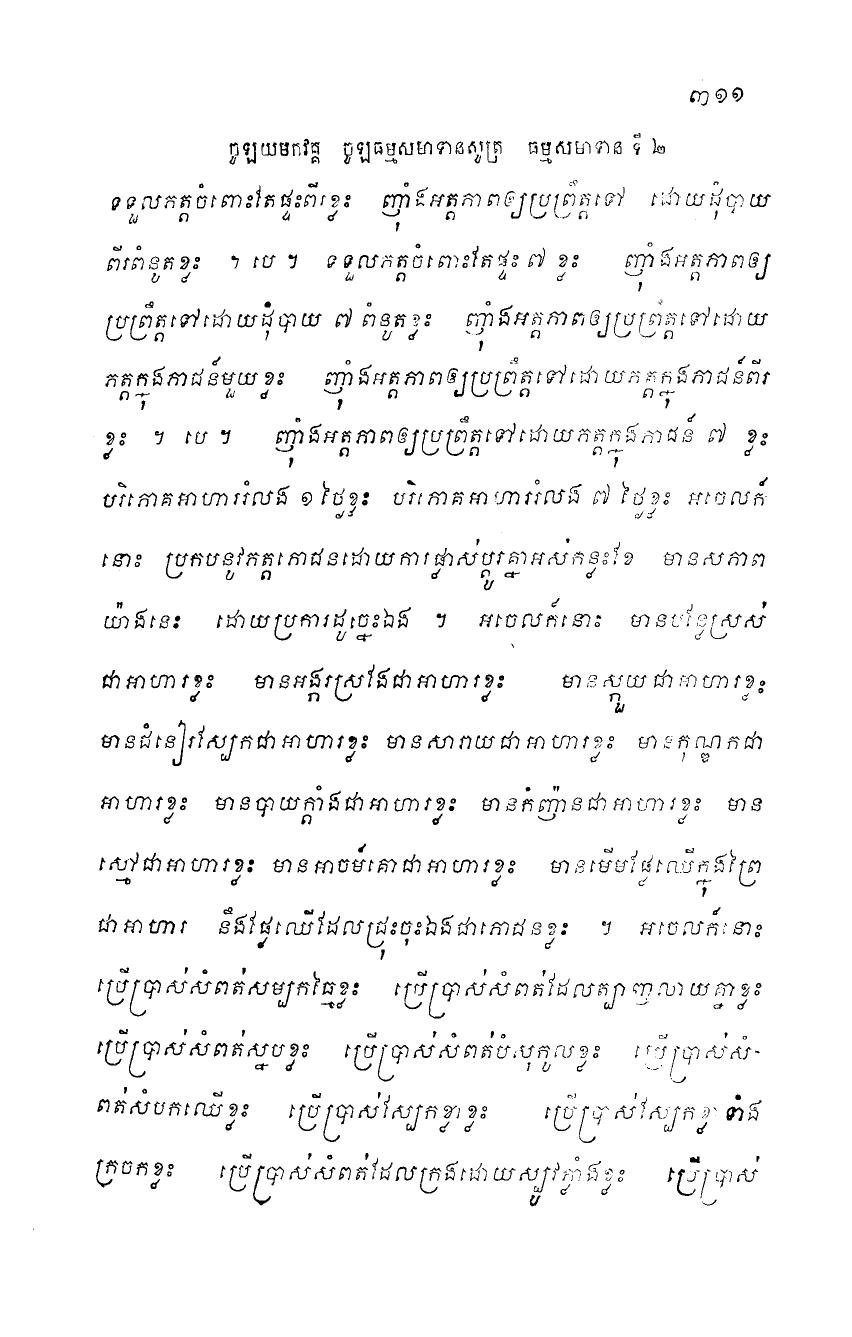 ៣១១
ចូឡយមកវគ្គ ចូឡធម្មសមាទានសូត្រ ធម្មសមាទាន ទី ២
ទទួលភត្តចំពោះតែផ្ទះពីរខ្លះ ញ៉ាំងអត្តភាពឲ្យប្រព្រឹត្តទៅ ដោយដុំបាយ
ពីរពំនូតខ្លះ ។ បេ ។ ទទួលភត្តចំពោះតែផ្ទះ ៧ ខ្លះ ញ៉ាំងអត្តភាពឲ្យ
ប្រព្រឹត្តទៅដោយដុំបាយ ៧ ពំនូតខ្លះ ញ៉ាំងអត្តភាពឲ្យប្រព្រឹត្តទៅដោយ
ភត្តក្នុងភាជន៍មួយខ្លះ ញ៉ាំងអត្តភាពឲ្យប្រព្រឹត្តទៅដោយភត្តក្នុងភាជន៍ពីរ
ខ្លះ ។ បេ ។ ញ៉ាំងអត្តភាពឲ្យប្រព្រឹត្តទៅដោយភត្តក្នុងភាជន៍ ៧ ខ្លះ
បរិភោគអាហាររំលង ១ ថ្ងៃខ្លះ បរិភោគអាហាររំលង ៧ ថ្ងៃខ្លះ អចេលក៍
នោះ ប្រកបនូវភត្តភោជនដោយការផ្លាស់ប្តូរគ្នាអស់កន្លះខែ មានសភាព
យ៉ាងនេះ ដោយប្រការដូច្នេះឯង ។ អចេលក៍នោះ មានបន្លែស្រស់
ជាអាហារខ្លះ មានអង្ករស្រងែជាអាហារខ្លះ មានស្គួយជាអាហារខ្លះ
មានដំនៀរស្បែកជាអាហារខ្លះ មានសារាយជាអាហារខ្លះ មានកុណ្ឌកជា
អាហារខ្លះ មានបាយក្តាំងជាអាហារខ្លះ មានកំញ៉ានជាអាហារខ្លះ មាន
ស្មៅជាអាហារខ្លះ មានអាចម៍គោជាអាហារខ្លះ មានមើមផ្លែឈើក្នុងព្រៃ
ជាអាហារ នឹងផ្លែឈើដែលជ្រុះចុះឯងជាភោជនខ្លះ ។ អចេលក៍នោះ
ប្រើប្រាស់សំពត់សម្បកធ្មៃខ្លះ ប្រើប្រាស់សំពត់ដែលត្បាញលាយគ្នាខ្លះ
ប្រើប្រាស់សំពត់ស្នបខ្លះ ប្រើប្រាស់សំពត់បំសុកូលខ្លះ ប្រើប្រាស់សំ-
ពត់សំបកឈើខ្លះ ប្រើប្រាស់ស្បែកខ្លាខ្លះ ប្រើប្រាស់ស្បែកខ្លា ទាំង
ក្រចកខ្លះ ប្រើប្រាស់សំពត់ដែលក្រងដោយស្បូវភ្លាំងខ្លះ ប្រើប្រាស់